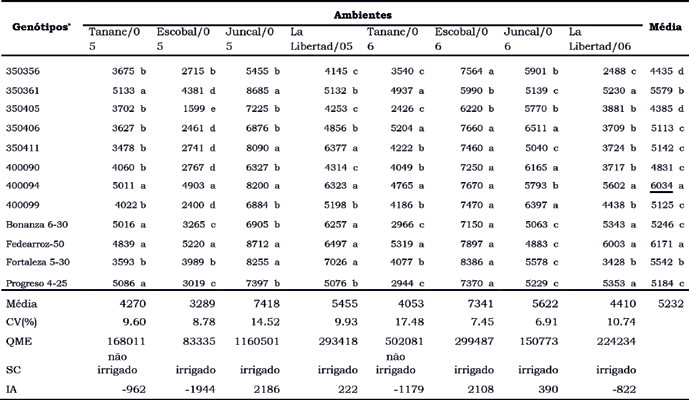 Ambientes
Genótipos* Tananc/05 Escobal/05 Juncal/05 La Libertad/05 Tananc/06 Escobal/06 Juncal/06 La Libertad/06 Média
350356 3675 b 2715 b 5455 b 4145 c 3540 c 7564 a 5901 b 2488 c 4435 d
350361 5133 a 4381 d 8685 a 5132 b 4937 a 5990 b 5139 c 5230 a 5579 b
350405 3702 b 1599 e 7225 b 4253 c 2426 c 6220 b 5770 b 3881 b 4385 d
350406 3627 b 2461 d 6876 b 4856 b 5204 a 7660 a 6511 a 3709 b 5113 c
350411 3478 b 2741 d 8090 a 6377 a 4222 b 7460 a 5040 c 3724 b 5142 c
400090 4060 b 2767 d 6327 b 4314 c 4049 b 7250 a 6165 a 3717 b 4831 c
400094 5011 a 4903 a 8200 a 6323 a 4765 a 7670 a 5793 b 5602 a 6034 a
400099 4022 b 2400 d 6884 b 5198 b 4186 b 7470 a 6397 a 4438 b 5125 c
Bonanza 6-30 5016 a 3265 c 6905 b 6257 a 2966 c 7150 a 5063 c 5343 a 5246 c
Fedearroz-50 4839 a 5220 a 8712 a 6497 a 5319 a 7897 a 4883 c 6003 a 6171 a
Fortaleza 5-30 3593 b 3989 b 8255 a 7026 a 4077 b 8386 a 5578 c 3428 b 5542 b
Progreso 4-25 5086 a 3019 c 7397 b 5076 b 2944 c 7370 a 5229 c 5353 a 5184 c
Média 4270 3289 7418 5455 4053 7341 5622 4410 5232
CV(%) 9.60 8.78 14.52 9.93 17.48 7.45 6.91 10.74
QME 168011 83335 1160501 293418 502081 299487 150773 224234
não não
SC irrigado irrigado irrigado irrigado irrigado irrigado irrigado irrigado
IA -962 -1944 2186 222 -1179 2108 390 -822